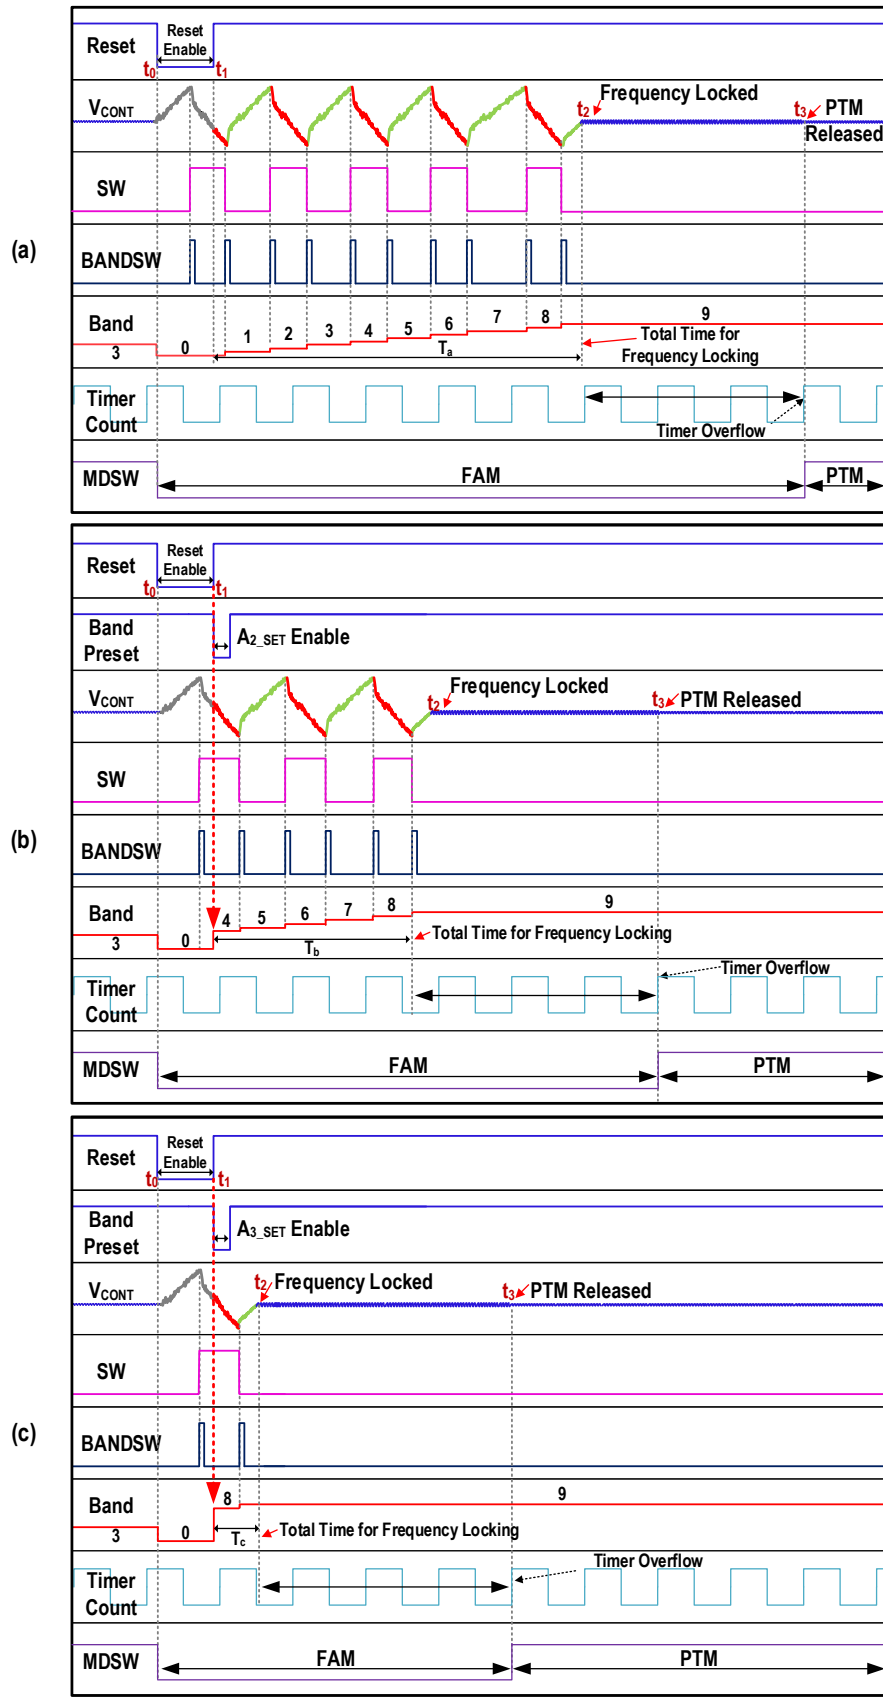 (a)
Reset
Reset
Enable
t0
t1
VCONT
t2
Frequency Locked
t3
PTM
Released
SW
BANDSW
Band
3
0
1
2
3
4
5
6
7
8
9
Ta
Total Time for
Frequency Locking
Timer
Count
Timer Overflow
MDSW
FAM
PTM
(b)
Reset
Reset
Enable
t0
t1
Band
Preset
A2_SET Enable
VCONT
t2
Frequency Locked
t3
PTM Released
SW
BANDSW
Band
3
0
4
5
6
7
8
9
Tb
Total Time for Frequency Locking
Timer
Count
Timer Overflow
MDSW
FAM
PTM
(c)
Reset
Reset
Enable
t0
t1
Band
Preset
A3_SET Enable
VCONT
t2
Frequency Locked
t3
PTM Released
SW
BANDSW
Band
3
0
8
9
Tc
Total Time for Frequency Locking
Timer
Count
Timer Overflow
MDSW
FAM
PTM